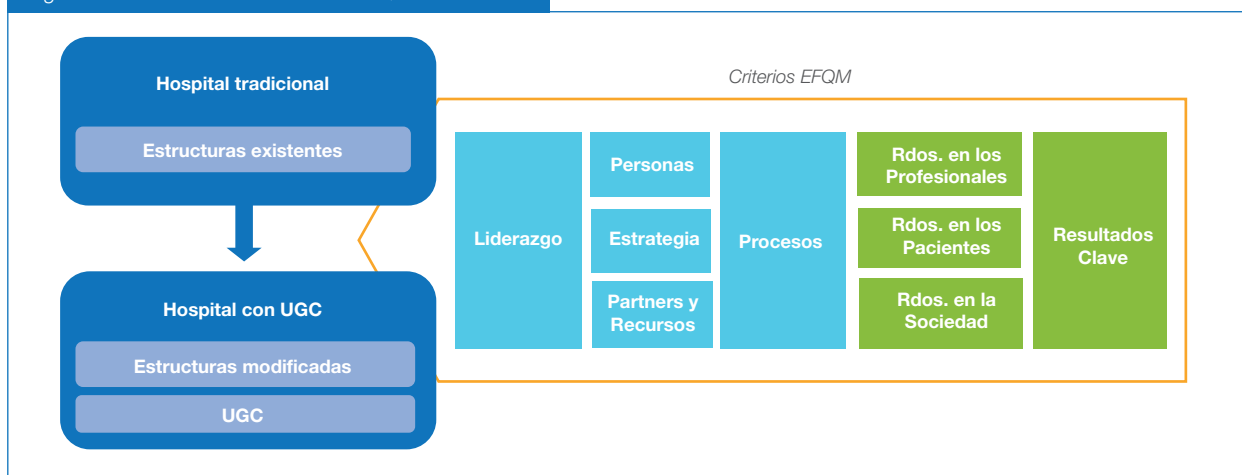 Hospital tradicional
Estructuras existentes
Hospital con UGC
Estructuras modificadas
UGC
Criterios EFQM
Liderazgo
Personas
Estrategia
Partners y
Recursos
Procesos
Rdos. en los
Profesionales
Rdos. en los
Pacientes
Rdos. en la
Sociedad
Resultados
Clave